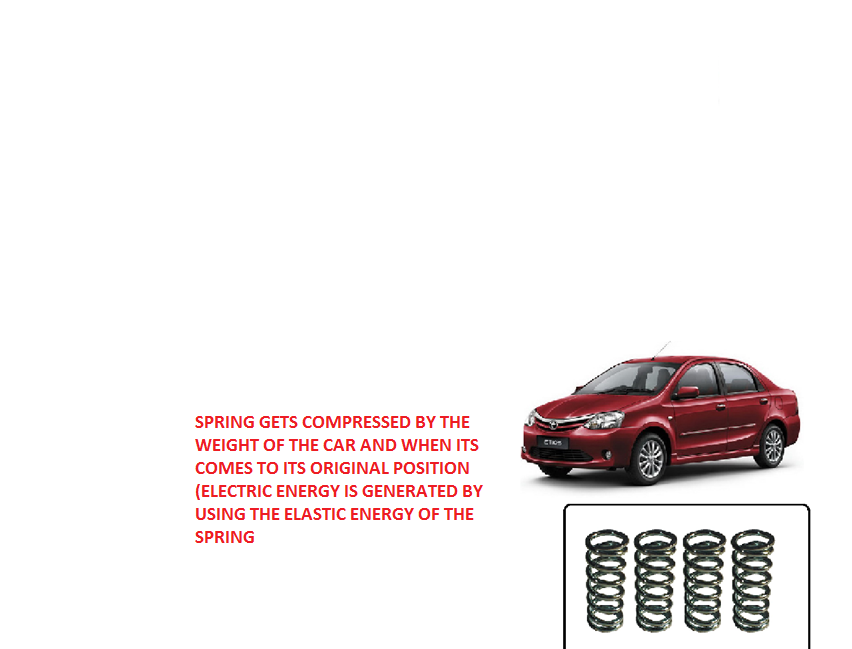 SPRING GETS COMPRESSED BY THE
WEIGHT OF THE CAR AND WHEN ITS
COMES TO ITS ORIGINAL POSITION
(ELECTRIC ENERGY IS GENERATED BY
USING THE ELASTIC ENERGY OF THE
SPRING
ETIOS